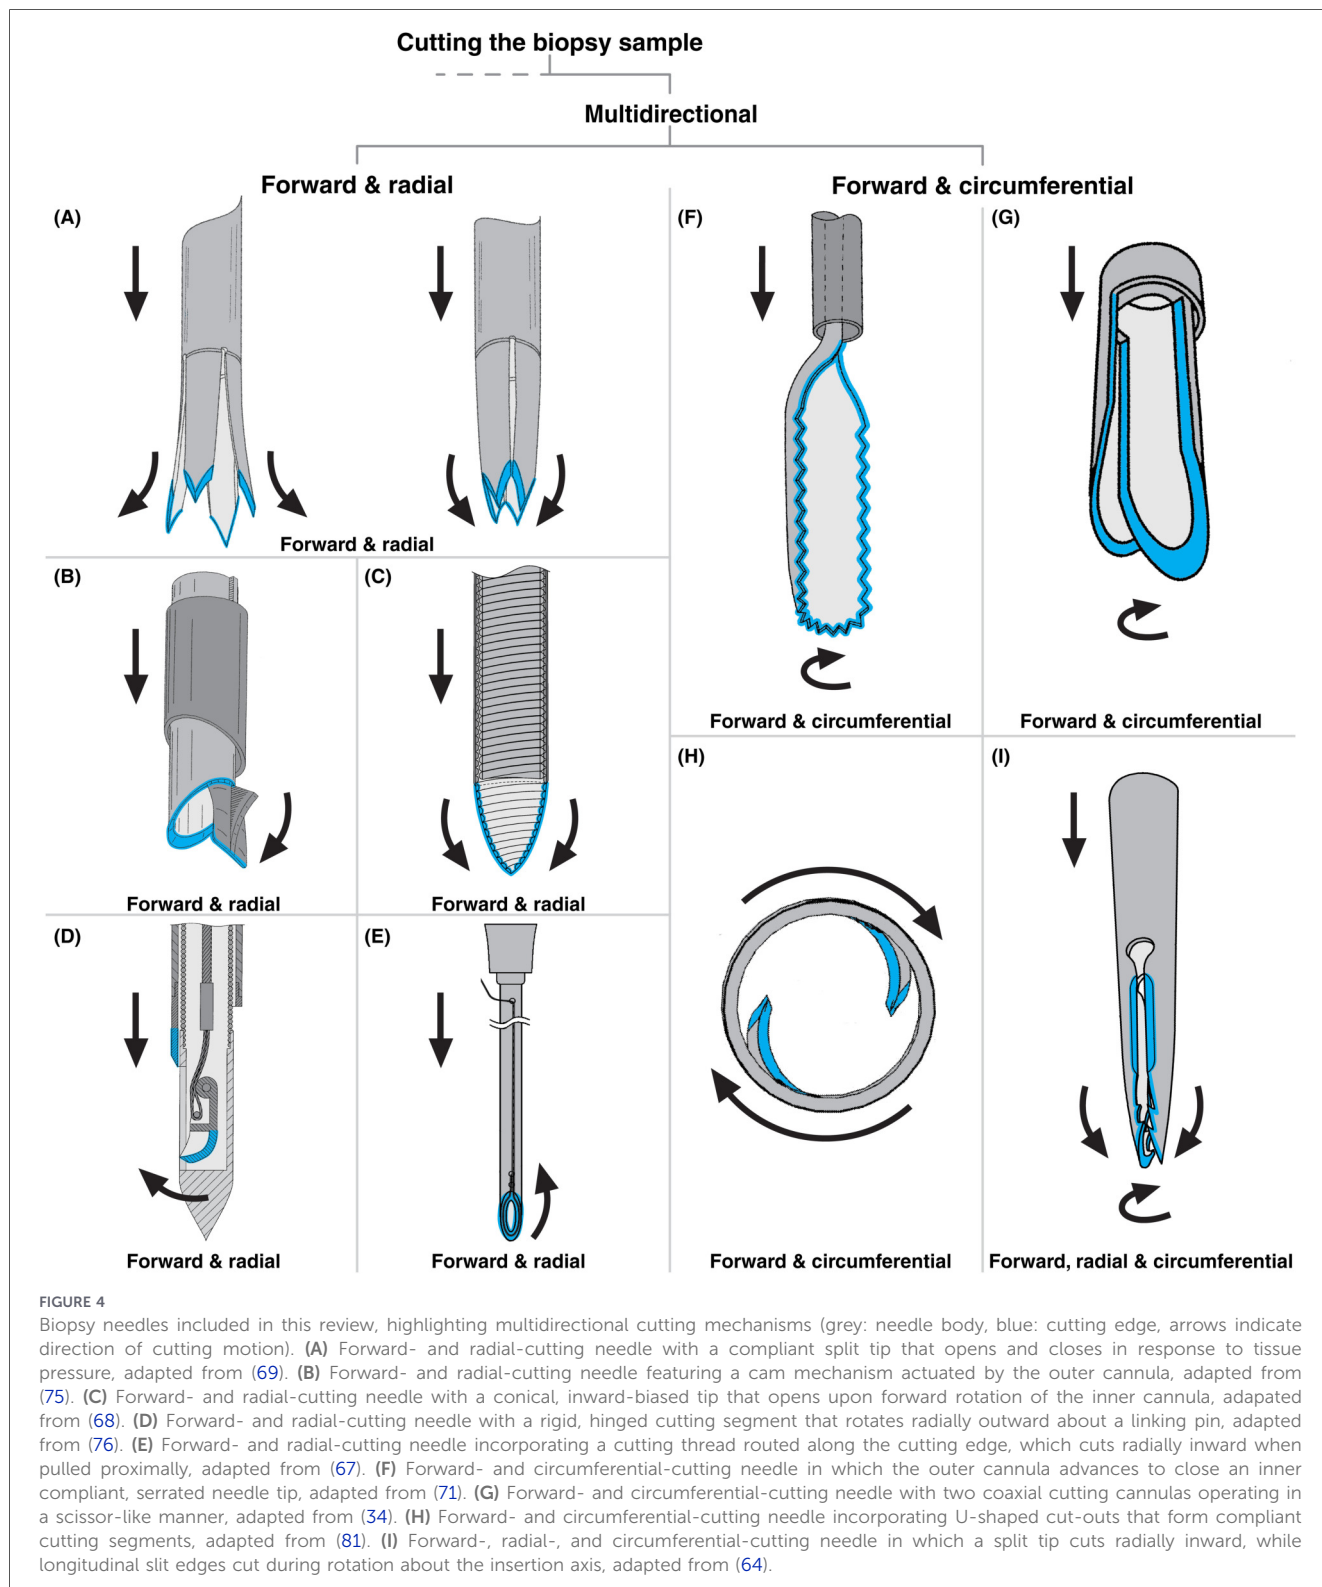 Cutting the biopsy sample
Multidirectional
Forward & radial
Forward & circumferential
(A)
Forward & radial
(B)
Forward & radial
(C)
Forward & radial
(D)
Forward & radial
(E)
Forward & radial
(F)
Forward & circumferential
(G)
Forward & circumferential
(H)
Forward & circumferential
(I)
Forward, radial & circumferential
FIGURE 4
Biopsy needles included in this review, highlighting multidirectional cutting mechanisms (grey: needle body, blue: cutting edge, arrows indicate
direction of cutting motion). (A) Forward- and radial-cutting needle with a compliant split tip that opens and closes in response to tissue
pressure, adapted from (69). (B) Forward- and radial-cutting needle featuring a cam mechanism actuated by the outer cannula, adapted from
(75). (C) Forward- and radial-cutting needle with a conical, inward-biased tip that opens upon forward rotation of the inner cannula, adapated
from (68). (D) Forward- and radial-cutting needle with a rigid, hinged cutting segment that rotates radially outward about a linking pin, adapted
from (76). (E) Forward- and radial-cutting needle incorporating a cutting thread routed along the cutting edge, which cuts radially inward when
pulled proximally, adapted from (67). (F) Forward- and circumferential-cutting needle in which the outer cannula advances to close an inner
compliant, serrated needle tip, adapted from (71). (G) Forward- and circumferential-cutting needle with two coaxial cutting cannulas operating in
a scissor-like manner, adapted from (34). (H) Forward- and circumferential-cutting needle incorporating U-shaped cut-outs that form compliant
cutting segments, adapted from (81). (I) Forward-, radial-, and circumferential-cutting needle in which a split tip cuts radially inward, while
longitudinal slit edges cut during rotation about the insertion axis, adapted from (64).